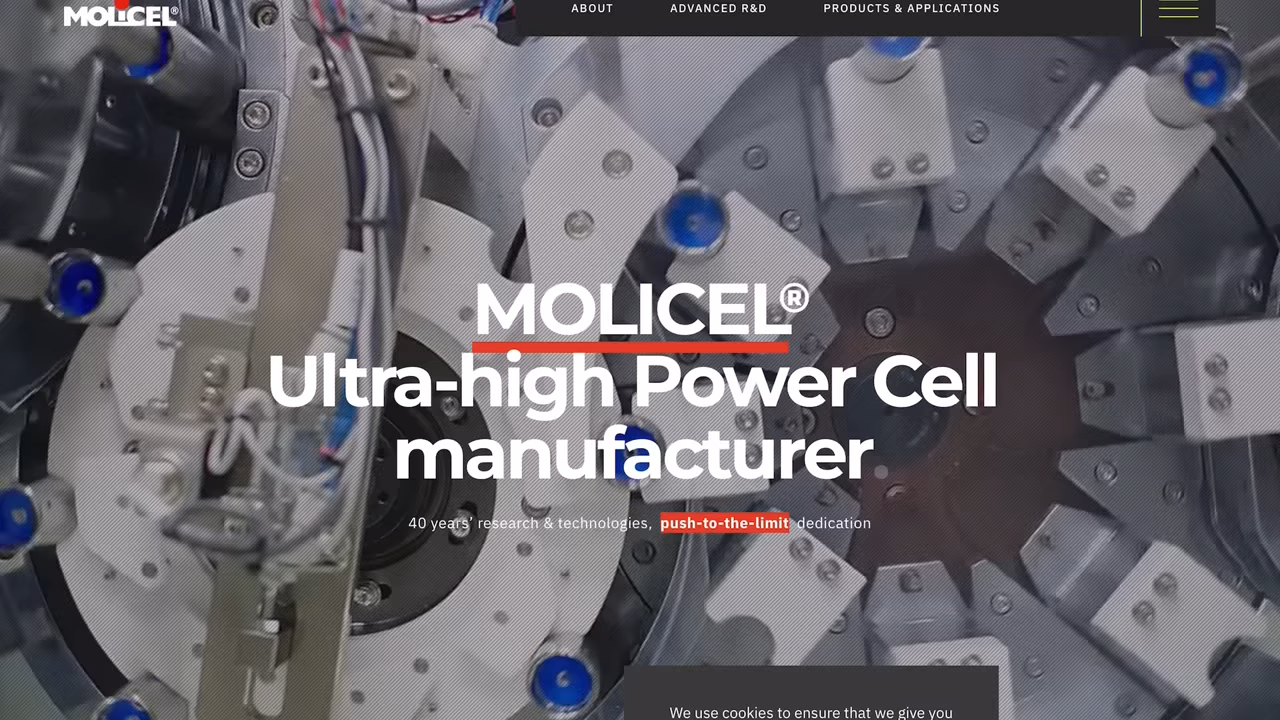 MOLICEL®
ABOUT
ADVANCED R&D
PRODUCTS & APPLICATIONS
MOLICEL®
Ultra-high Power Cell
manufacturer.
40 years' research & technologies, push-to-the-limit dedication
We use cookies to ensure that we give you